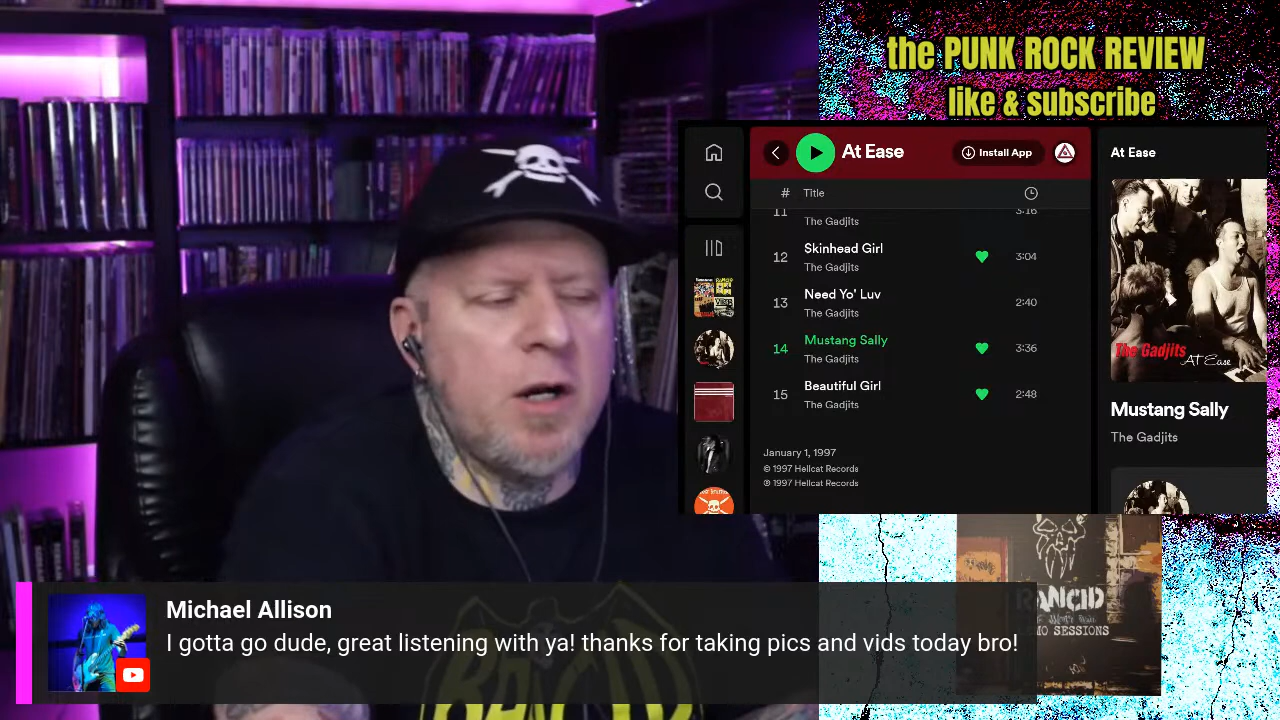 the PUNK ROCK REVIEW
like & subscribe
At Ease
Install App
At Ease
# Title
11 3:16
The Gadjits
12 Skinhead Girl 3:04
The Gadjits
13 Need Yo' Luv 2:40
The Gadjits
14 Mustang Sally 3:36
The Gadjits
15 Beautiful Girl 2:48
The Gadjits
January 1, 1997
© 1997 Hellcat Records
℗ 1997 Hellcat Records
The Gadjits
AT EASE
Mustang Sally
The Gadjits
RANCID
SESSIONS
Michael Allison
I gotta go dude, great listening with ya! thanks for taking pics and vids today bro!